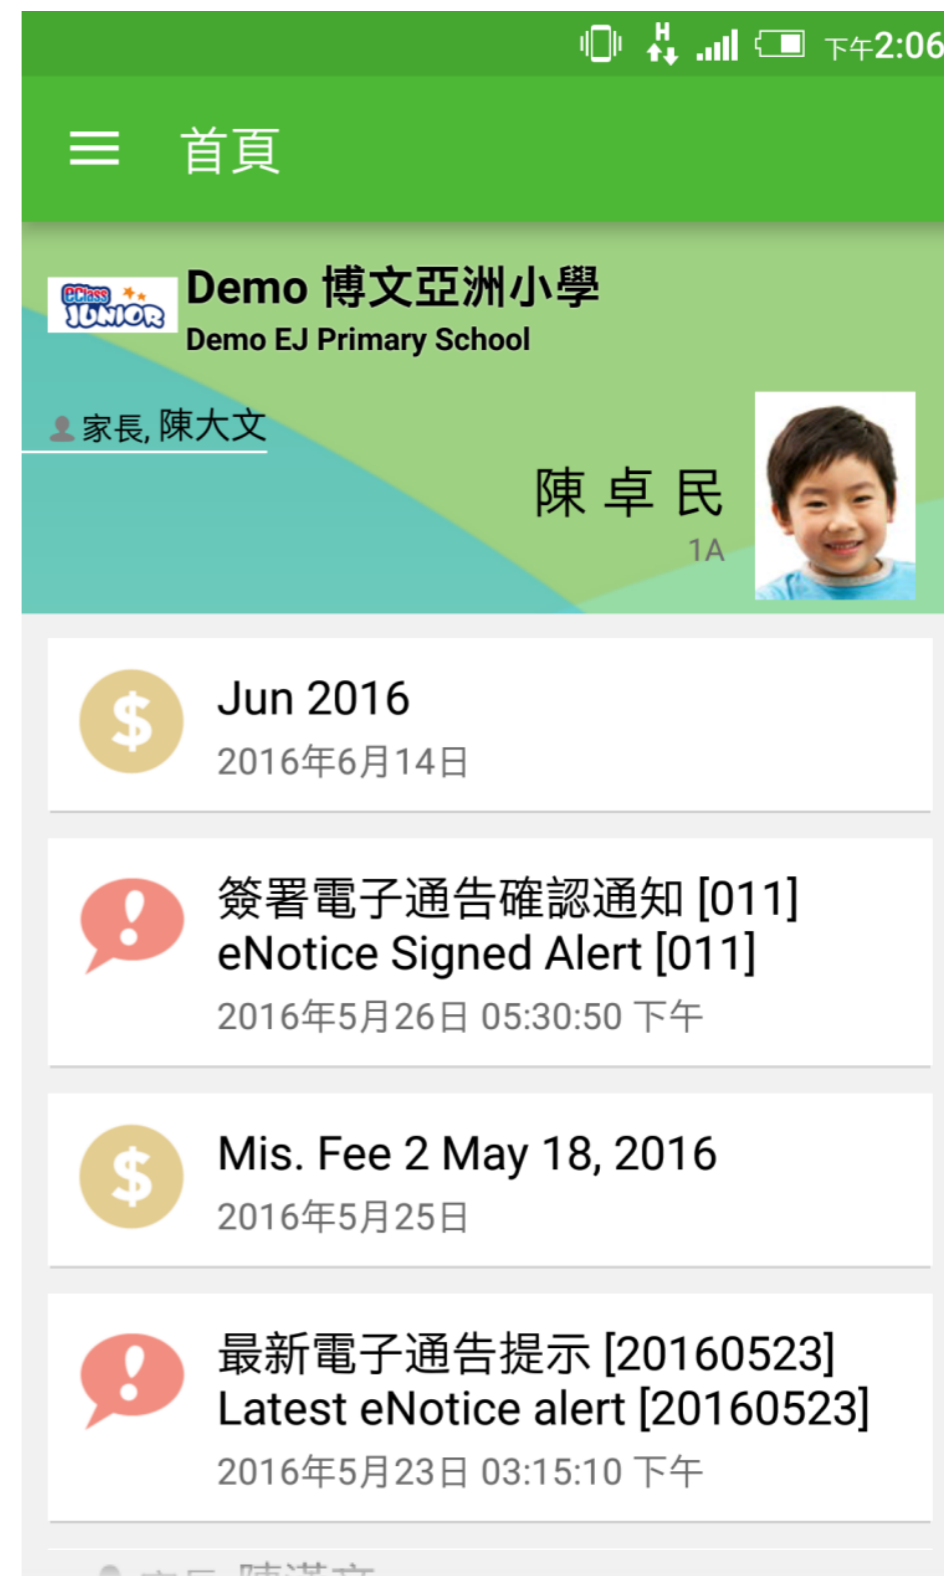 H
下午2:06
首頁
eClass
JUNIOR
Demo 博文亞洲小學
Demo EJ Primary School
家長, 陳大文
陳 卓 民
1A
$
Jun 2016
2016年6月14日
簽署電子通告確認通知 [011]
eNotice Signed Alert [011]
2016年5月26日 05:30:50 下午
$
Mis. Fee 2 May 18, 2016
2016年5月25日
最新電子通告提示 [20160523]
Latest eNotice alert [20160523]
2016年5月23日 03:15:10 下午